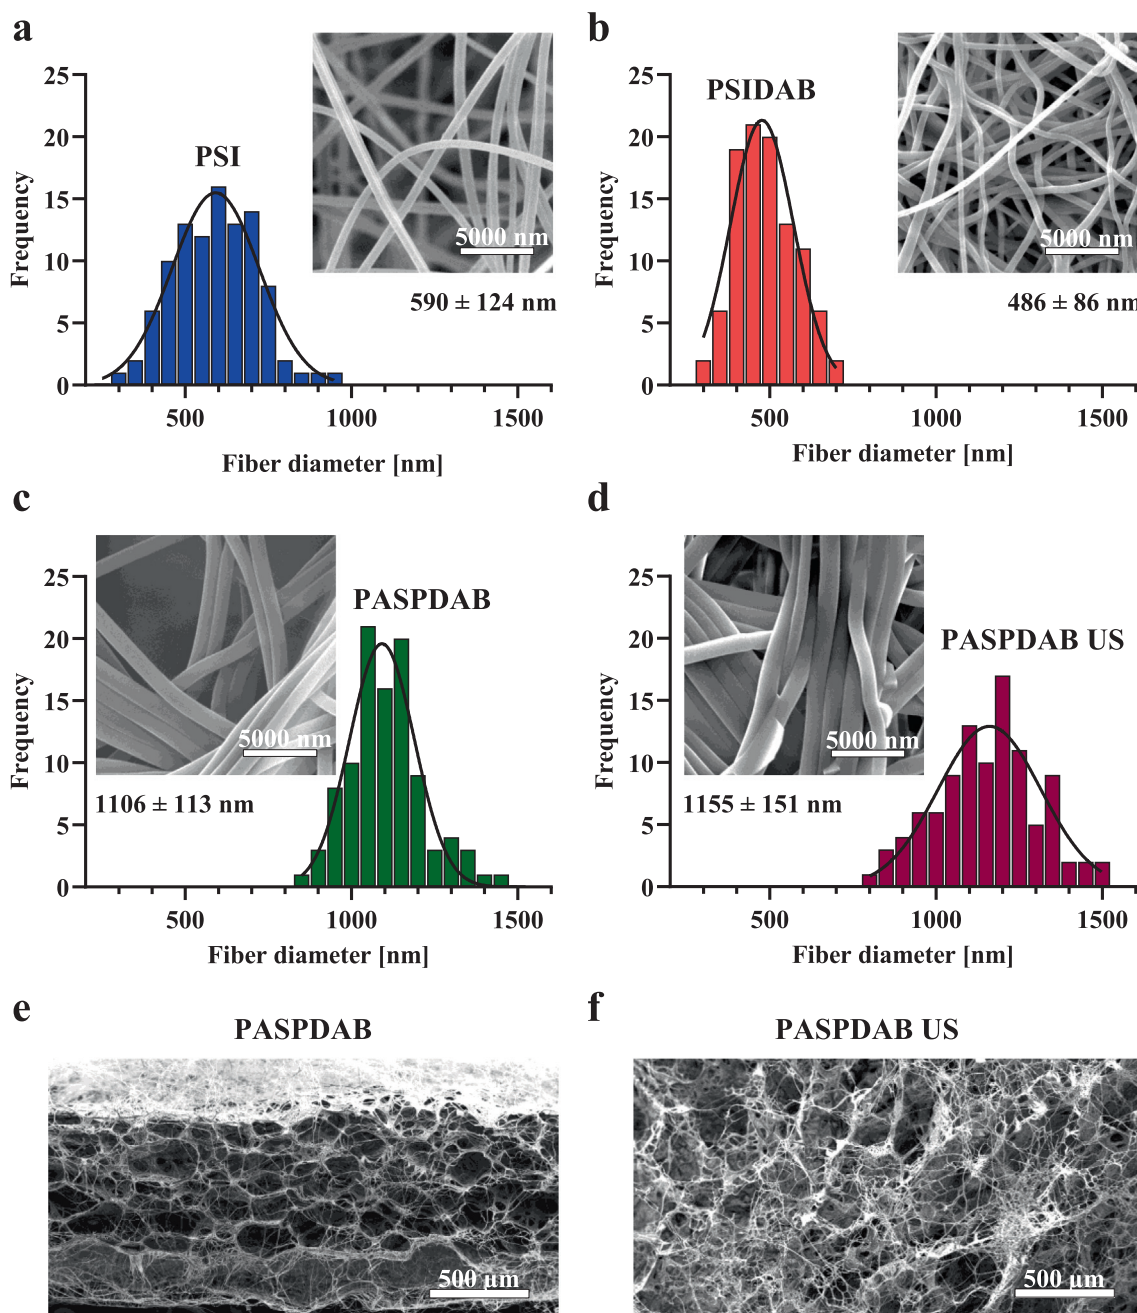 a
25
20
15
10
5
0
Frequency
PSI
5000 nm
590 ± 124 nm
500
1000
1500
Fiber diameter [nm]
b
25
20
15
10
5
0
Frequency
PSIDAB
5000 nm
486 ± 86 nm
500
1000
1500
Fiber diameter [nm]
c
25
20
15
10
5
0
Frequency
PASPDAB
5000 nm
1106 ± 113 nm
500
1000
1500
Fiber diameter [nm]
d
25
20
15
10
5
0
Frequency
PASPDAB US
5000 nm
1155 ± 151 nm
500
1000
1500
Fiber diameter [nm]
e
PASPDAB
500 µm
f
PASPDAB US
500 µm